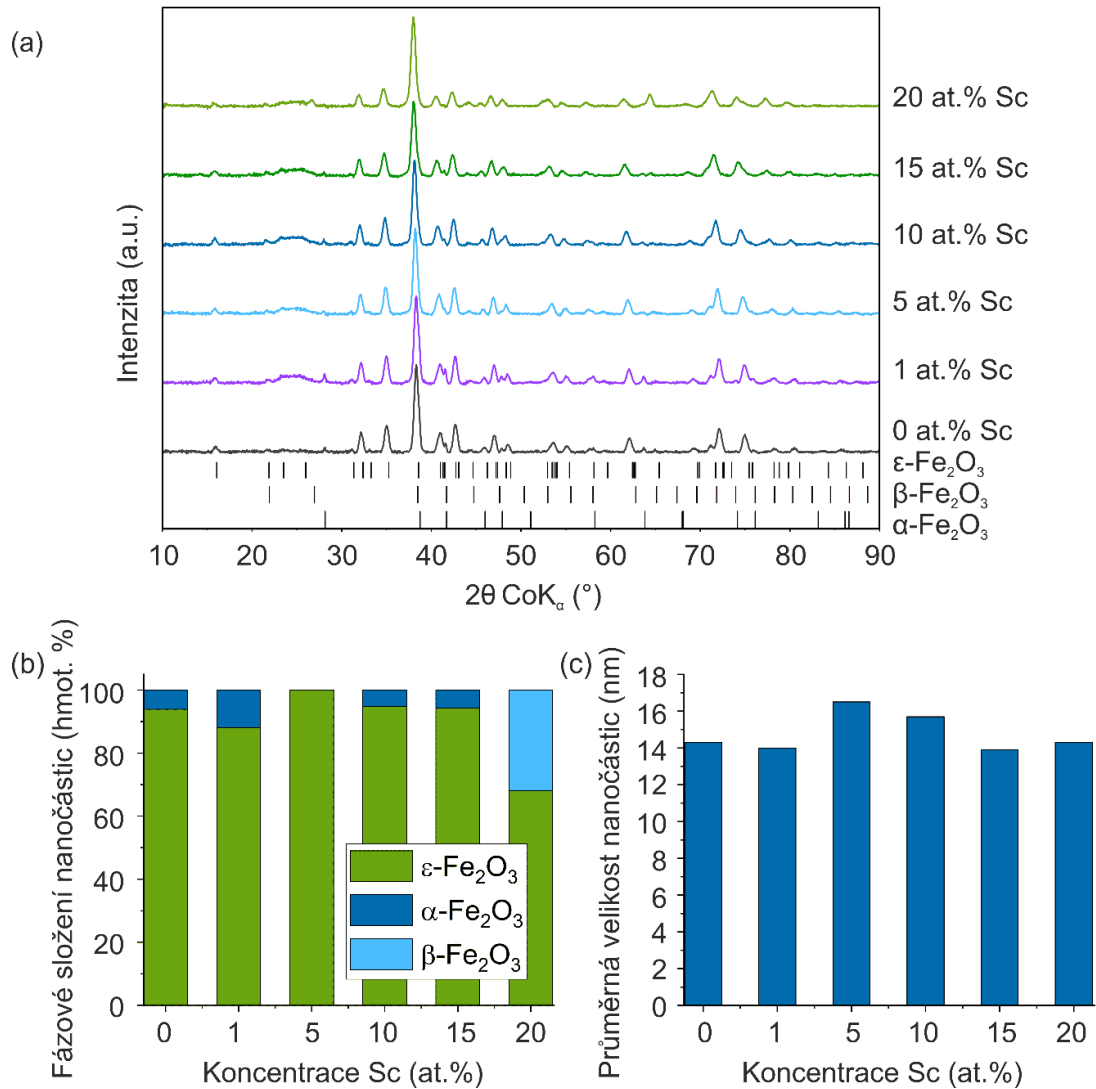 (a)
Intenzita (a.u.)
20 at.% Sc
15 at.% Sc
10 at.% Sc
5 at.% Sc
1 at.% Sc
0 at.% Sc
ε-Fe₂O₃
β-Fe₂O₃
α-Fe₂O₃
10 20 30 40 50 60 70 80 90
2θ CoKα (°)
(b)
Fázové složení nanočástic (hmot. %)
100
80
60
40
20
0
ε-Fe₂O₃
α-Fe₂O₃
β-Fe₂O₃
0 1 5 10 15 20
Koncentrace Sc (at.%)
(c)
Průměrná velikost nanočástic (nm)
18
16
14
12
10
8
6
4
2
0
0 1 5 10 15 20
Koncentrace Sc (at.%)